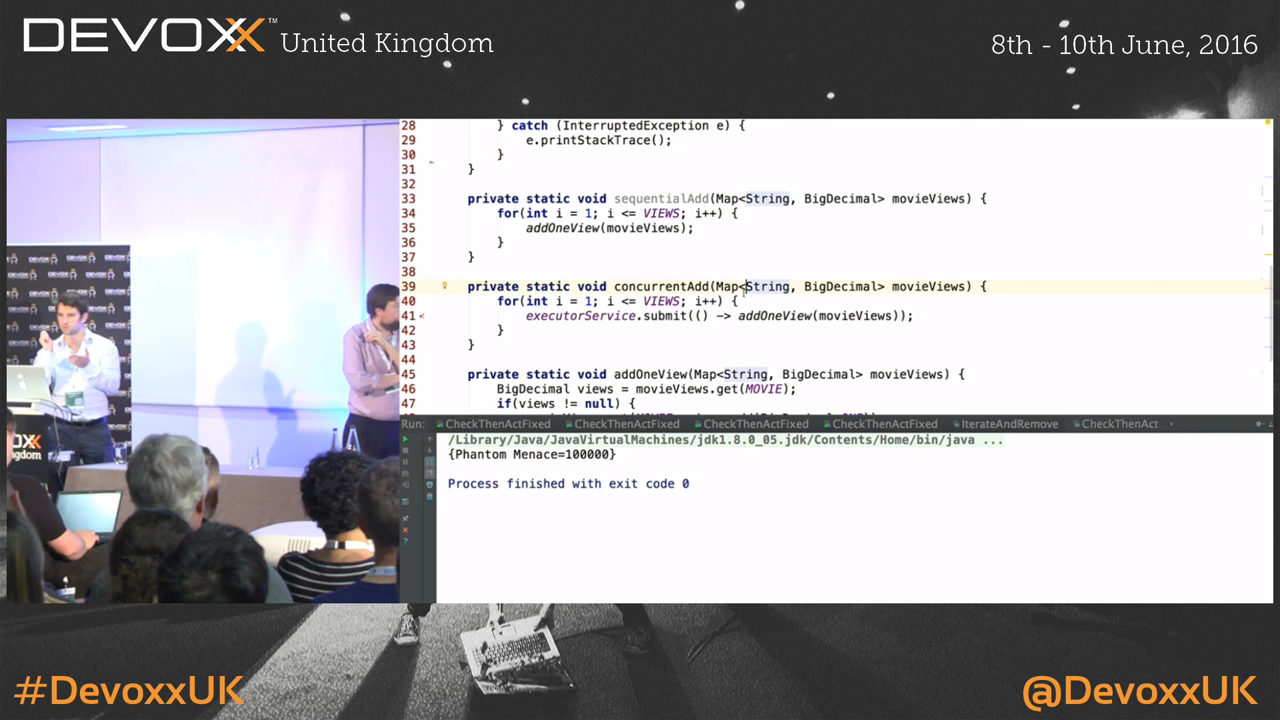 DEVOXX™ United Kingdom
8th - 10th June, 2016
28 } catch (InterruptedException e) {
29 e.printStackTrace();
30 }
31 }
32
33 private static void sequentialAdd(Map<String, BigDecimal> movieViews) {
34 for(int i = 1; i <= VIEWS; i++) {
35 addOneView(movieViews);
36 }
37 }
38
39 private static void concurrentAdd(Map<String, BigDecimal> movieViews) {
40 for(int i = 1; i <= VIEWS; i++) {
41 executorService.submit(() -> addOneView(movieViews));
42 }
43 }
44
45 private static void addOneView(Map<String, BigDecimal> movieViews) {
46 BigDecimal views = movieViews.get(MOVIE);
47 if(views != null) {
Run: CheckThenActFixed CheckThenActFixed CheckThenActFixed CheckThenActFixed IterateAndRemove CheckThenAct
/Library/Java/JavaVirtualMachines/jdk1.8.0_05.jdk/Contents/Home/bin/java ...
{Phantom Menace=100000}
Process finished with exit code 0
#DevoxxUK
@DevoxxUK